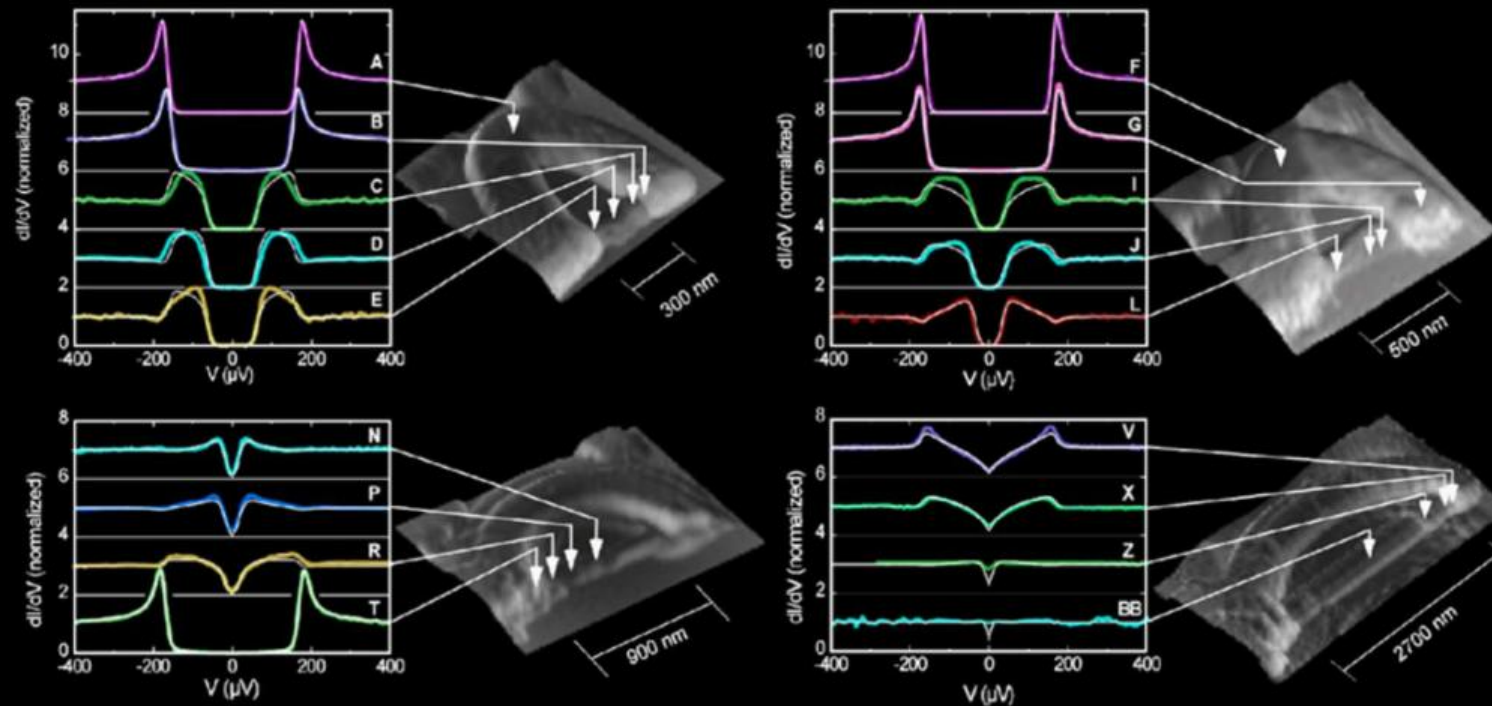 dI/dV (normalized)
10
8
6
4
2
0
A
B
C
D
E
-400
-200
0
200
400
V (µV)
300 nm
dI/dV (normalized)
10
8
6
4
2
0
F
G
I
J
L
-400
-200
0
200
400
V (µV)
500 nm
dI/dV (normalized)
8
6
4
2
0
N
P
R
T
-400
-200
0
200
400
V (µV)
900 nm
dI/dV (normalized)
8
6
4
2
0
V
X
Z
BB
-400
-200
0
200
400
V (µV)
2700 nm